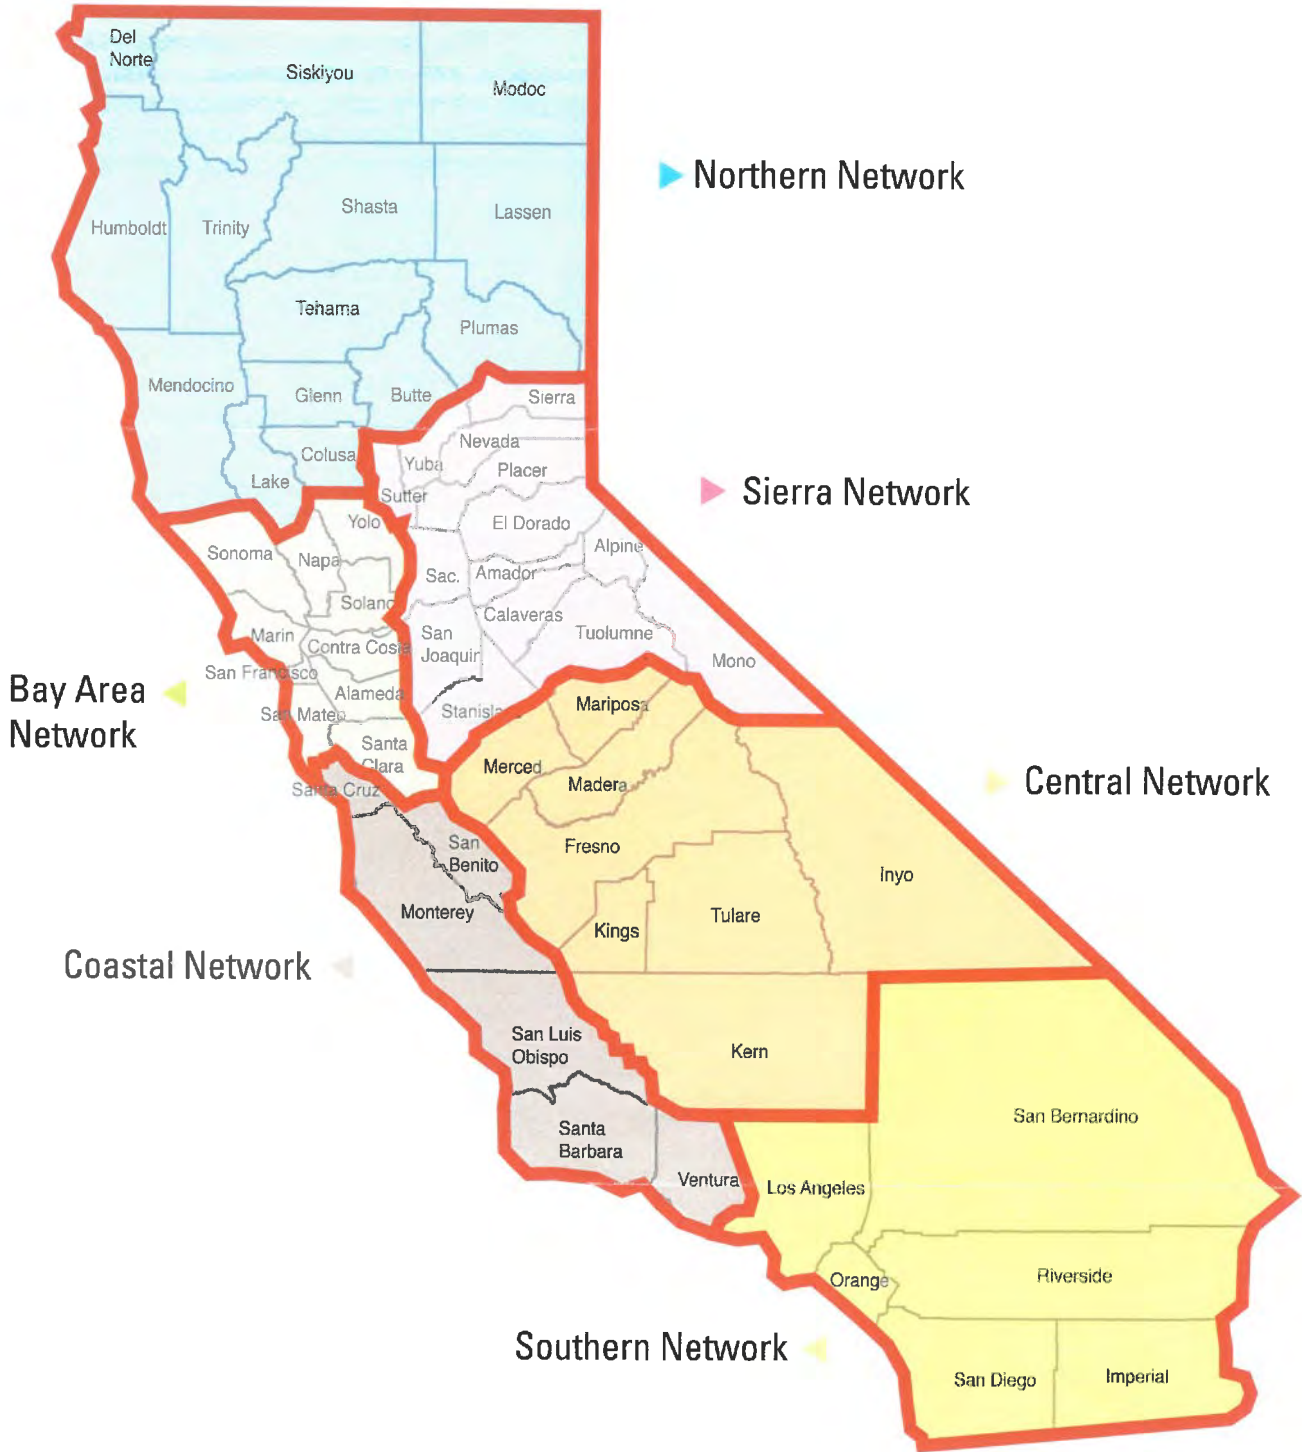 Del
Norte
Siskiyou
Modoc
Northern Network
Humboldt
Trinity
Shasta
Lassen
Tehama
Plumas
Mendocino
Glenn
Butte
Sierra
Colusa
Lake
Nevada
Yuba
Placer
Sutter
Sierra Network
Yolo
El Dorado
Sonoma
Napa
Alpine
Sac.
Amador
Solano
Calaveras
Marin
Contra Costa
San
Joaquin
Tuolumne
Mono
San Francisco
Bay Area
Network
Alameda
San Mateo
Stanislaus
Mariposa
Santa
Clara
Merced
Madera
Central Network
Santa Cruz
San
Benito
Fresno
Inyo
Monterey
Kings
Tulare
Coastal Network
San Luis
Obispo
Kern
San Bernardino
Santa
Barbara
Ventura
Los Angeles
Orange
Riverside
Southern Network
San Diego
Imperial